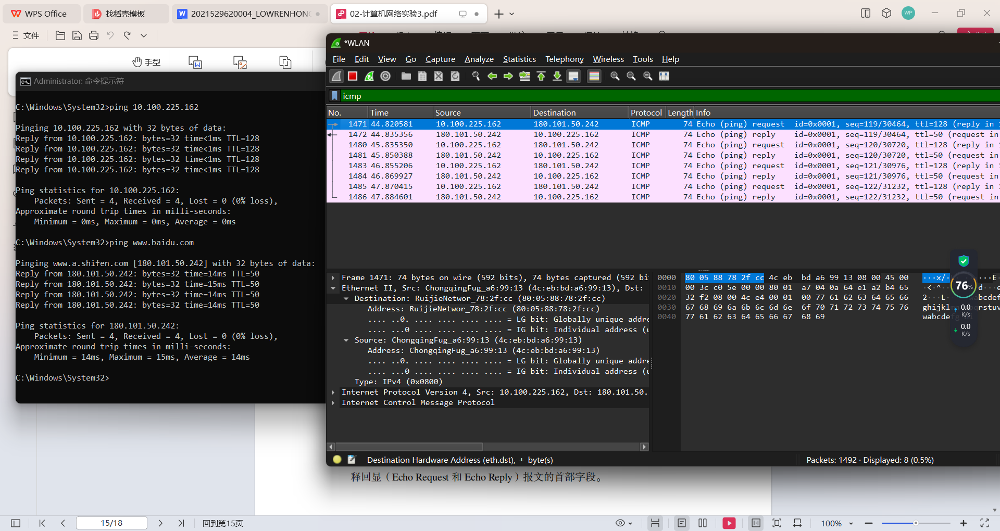 WPS Office
找稻壳模板
2021529620004_LOWRENHON
02-计算机网络实验3.pdf
WP
文件
手型
Administrator: 命令提示符
C:\Windows\System32>ping 10.100.225.162
Pinging 10.100.225.162 with 32 bytes of data:
Reply from 10.100.225.162: bytes=32 time<1ms TTL=128
Reply from 10.100.225.162: bytes=32 time<1ms TTL=128
Reply from 10.100.225.162: bytes=32 time<1ms TTL=128
Reply from 10.100.225.162: bytes=32 time<1ms TTL=128
Ping statistics for 10.100.225.162:
Packets: Sent = 4, Received = 4, Lost = 0 (0% loss),
Approximate round trip times in milli-seconds:
Minimum = 0ms, Maximum = 0ms, Average = 0ms
C:\Windows\System32>ping www.baidu.com
Pinging www.a.shifen.com [180.101.50.242] with 32 bytes of data:
Reply from 180.101.50.242: bytes=32 time=14ms TTL=50
Reply from 180.101.50.242: bytes=32 time=15ms TTL=50
Reply from 180.101.50.242: bytes=32 time=14ms TTL=50
Reply from 180.101.50.242: bytes=32 time=14ms TTL=50
Ping statistics for 180.101.50.242:
Packets: Sent = 4, Received = 4, Lost = 0 (0% loss),
Approximate round trip times in milli-seconds:
Minimum = 14ms, Maximum = 15ms, Average = 14ms
C:\Windows\System32>
*WLAN
File Edit View Go Capture Analyze Statistics Telephony Wireless Tools Help
icmp
No. Time Source Destination Protocol Length Info
1471 44.820581 10.100.225.162 180.101.50.242 ICMP 74 Echo (ping) request id=0x0001, seq=119/30464, ttl=128 (reply in 1
1472 44.835356 180.101.50.242 10.100.225.162 ICMP 74 Echo (ping) reply id=0x0001, seq=119/30464, ttl=50 (request in
1480 45.835350 10.100.225.162 180.101.50.242 ICMP 74 Echo (ping) request id=0x0001, seq=120/30720, ttl=128 (reply in 1
1481 45.850388 180.101.50.242 10.100.225.162 ICMP 74 Echo (ping) reply id=0x0001, seq=120/30720, ttl=50 (request in
1483 46.855206 10.100.225.162 180.101.50.242 ICMP 74 Echo (ping) request id=0x0001, seq=121/30976, ttl=128 (reply in 1
1484 46.869927 180.101.50.242 10.100.225.162 ICMP 74 Echo (ping) reply id=0x0001, seq=121/30976, ttl=50 (request in
1485 47.870415 10.100.225.162 180.101.50.242 ICMP 74 Echo (ping) request id=0x0001, seq=122/31232, ttl=128 (reply in 1
1486 47.884601 180.101.50.242 10.100.225.162 ICMP 74 Echo (ping) reply id=0x0001, seq=122/31232, ttl=50 (request in
Frame 1471: 74 bytes on wire (592 bits), 74 bytes captured (592 bi
Ethernet II, Src: ChongqingFug_a6:99:13 (4c:eb:bd:a6:99:13), Dst:
Destination: RuijieNetwor_78:2f:cc (80:05:88:78:2f:cc)
Address: RuijieNetwor_78:2f:cc (80:05:88:78:2f:cc)
.... ..0. .... .... .... .... = LG bit: Globally unique addre
.... ...0 .... .... .... .... = IG bit: Individual address (u
Source: ChongqingFug_a6:99:13 (4c:eb:bd:a6:99:13)
Address: ChongqingFug_a6:99:13 (4c:eb:bd:a6:99:13)
.... ..0. .... .... .... .... = LG bit: Globally unique addre
.... ...0 .... .... .... .... = IG bit: Individual address (u
Type: IPv4 (0x0800)
Internet Protocol Version 4, Src: 10.100.225.162, Dst: 180.101.50.
Internet Control Message Protocol
0000 80 05 88 78 2f cc 4c eb bd a6 99 13 08 00 45 00 ···x/ ···E
0010 00 3c c0 5e 00 00 80 01 a7 04 0a 64 e1 a2 b4 65 ·<·^·· d···e
0020 32 f2 08 00 4c e4 00 01 00 77 61 62 63 64 65 66 2···L· abcdef
0030 67 68 69 6a 6b 6c 6d 6e 6f 70 71 72 73 74 75 76 ghijklmn opqrstuv
0040 77 61 62 63 64 65 66 67 68 69 wabcdefg hi
76%
0.0
K/s
0.0
K/s
Destination Hardware Address (eth.dst), byte(s)
Packets: 1492 · Displayed: 8 (0.5%)
释回显（Echo Request 和 Echo Reply）报文的首部字段。
15/18
回到第15页
100%